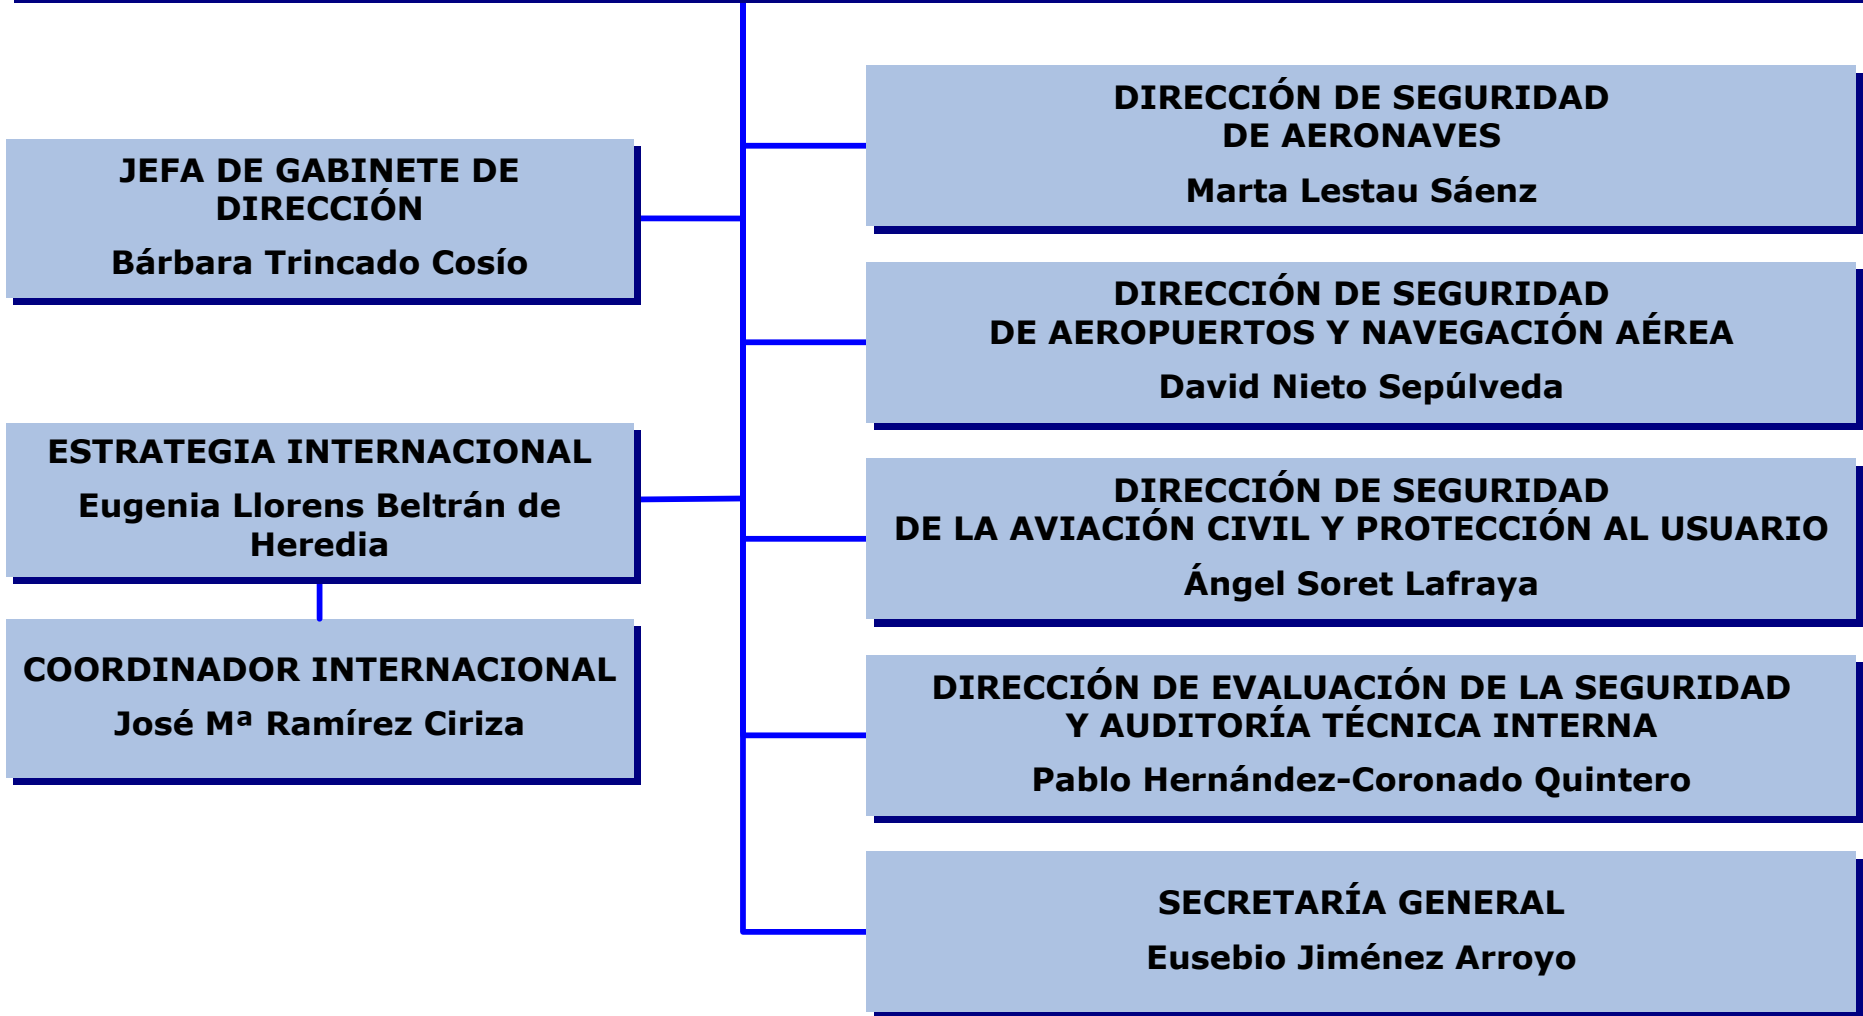 JEFA DE GABINETE DE
DIRECCIÓN
Bárbara Trincado Cosío
ESTRATEGIA INTERNACIONAL
Eugenia Llorens Beltrán de
Heredia
COORDINADOR INTERNACIONAL
José Mª Ramírez Ciriza
DIRECCIÓN DE SEGURIDAD
DE AERONAVES
Marta Lestau Sáenz
DIRECCIÓN DE SEGURIDAD
DE AEROPUERTOS Y NAVEGACIÓN AÉREA
David Nieto Sepúlveda
DIRECCIÓN DE SEGURIDAD
DE LA AVIACIÓN CIVIL Y PROTECCIÓN AL USUARIO
Ángel Soret Lafraya
DIRECCIÓN DE EVALUACIÓN DE LA SEGURIDAD
Y AUDITORÍA TÉCNICA INTERNA
Pablo Hernández-Coronado Quintero
SECRETARÍA GENERAL
Eusebio Jiménez Arroyo